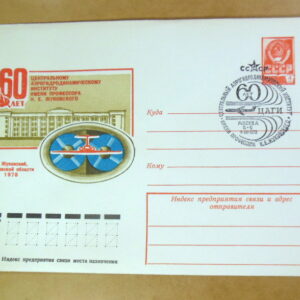 60
ЛЕТ
ЦЕНТРАЛЬНОМУ
АЭРОГИДРОДИНАМИЧЕСКОМУ
ИНСТИТУТУ
ИМЕНИ ПРОФЕССОРА
Н. Е. ЖУКОВСКОГО
г. Жуковский,
Московской области
1978
СССР
60
ЦАГИ
МОСКВА
Куда
Кому
Индекс предприятия связи и адрес
отправителя
Индекс предприятия связи места назначения